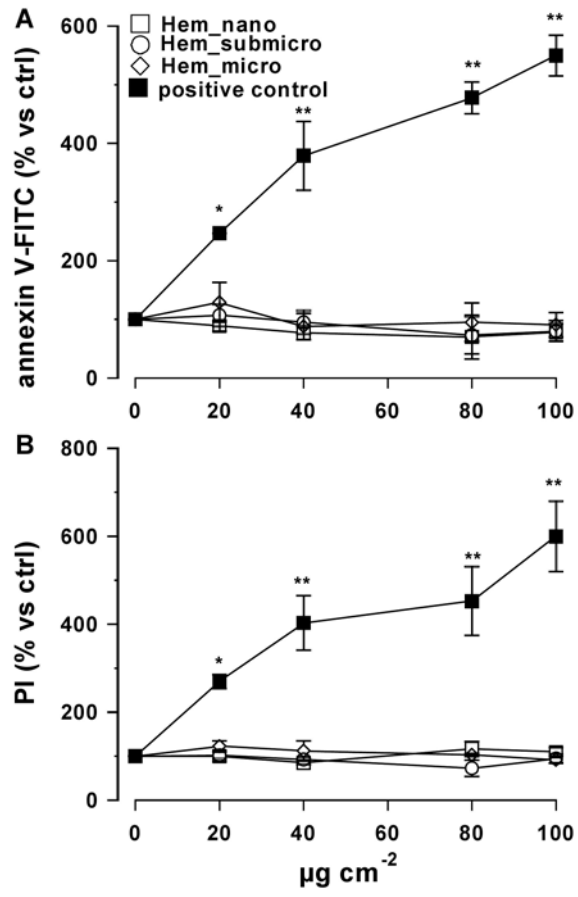 A
Hem_nano
Hem_submicro
Hem_micro
positive control
annexin V-FITC (% vs ctrl)
600
400
200
0
*
**
**
**
0 20 40 60 80 100
B
PI (% vs ctrl)
800
600
400
200
0
*
**
**
**
0 20 40 60 80 100
µg cm-2